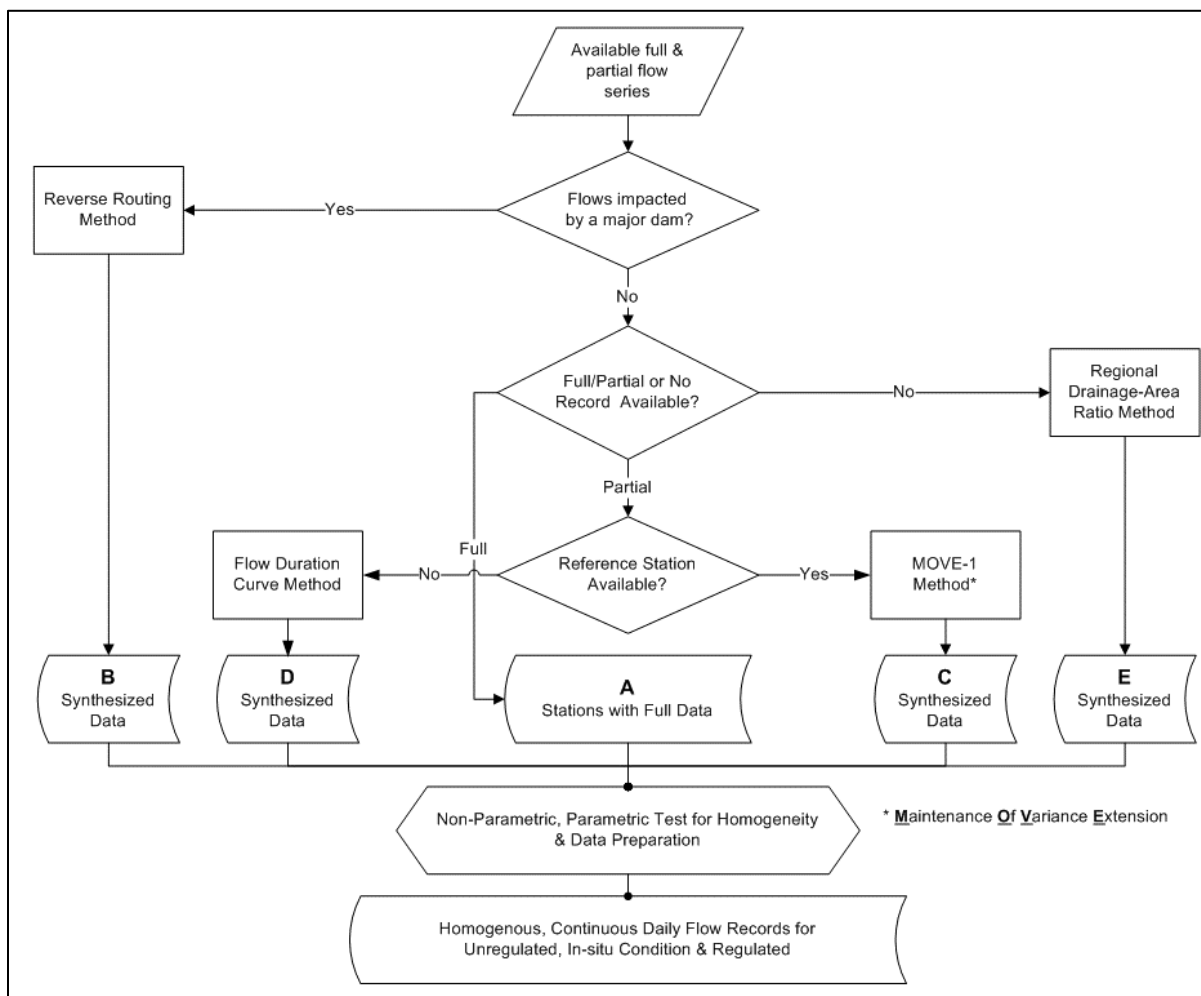 Available full &
partial flow
series
Reverse Routing
Method
Yes
Flows impacted
by a major dam?
No
Full/Partial or No
Record Available?
No
Regional
Drainage-Area
Ratio Method
Partial
Full
Flow Duration
Curve Method
No
Reference Station
Available?
Yes
MOVE-1
Method*
B
Synthesized
Data
D
Synthesized
Data
A
Stations with Full Data
C
Synthesized
Data
E
Synthesized
Data
Non-Parametric, Parametric Test for Homogeneity
& Data Preparation
* Maintenance Of Variance Extension
Homogenous, Continuous Daily Flow Records for
Unregulated, In-situ Condition & Regulated